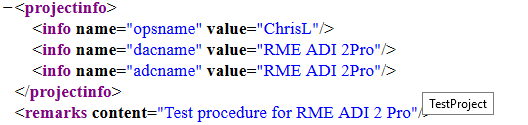 −<projectinfo>
<info name="opsname" value="ChrisL"/>
<info name="dacname" value="RME ADI 2Pro"/>
<info name="adcname" value="RME ADI 2Pro"/>
</projectinfo>
<remarks content="Test procedure for RME ADI 2 Pro"/>
TestProject